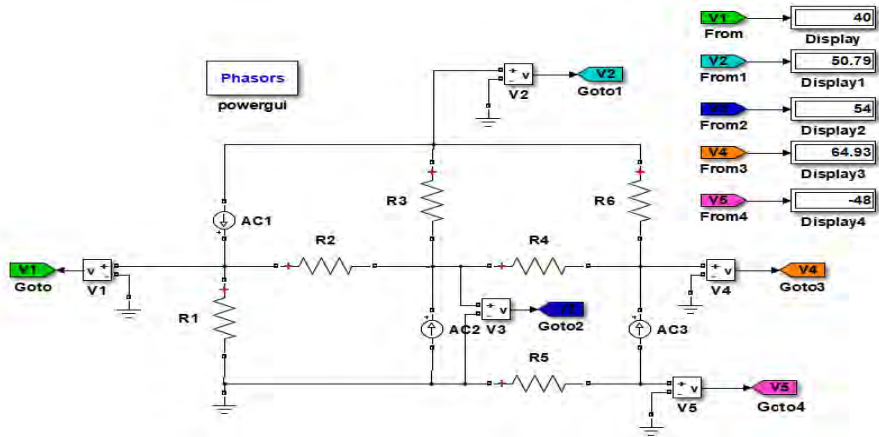 V1
From
40
Display
V2
From1
50.79
Display1
From2
54
Display2
V4
From3
64.93
Display3
V5
From4
-48
Display4
Phasors
powergui
+
-
v
V2
V2
Goto1
AC1
+
R3
R6
R2
R4
V1
Goto
v
+
-
V1
R1
AC2
+
+
-
v
V3
Goto2
AC3
+
+
-
v
V4
V4
Goto3
R5
+
-
v
V5
V5
Goto4